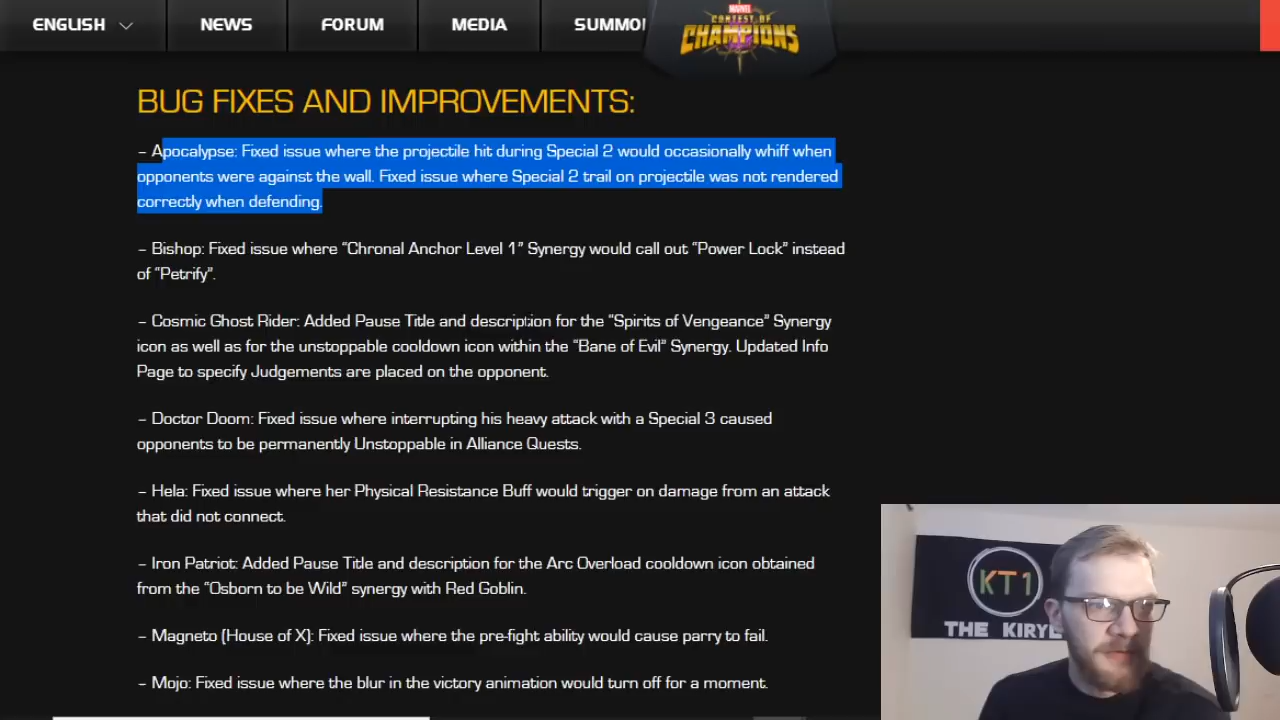 ENGLISH NEWS FORUM MEDIA SUMMO
MARVEL
CONTEST OF
CHAMPIONS
BUG FIXES AND IMPROVEMENTS:
– Apocalypse: Fixed issue where the projectile hit during Special 2 would occasionally whiff when
opponents were against the wall. Fixed issue where Special 2 trail on projectile was not rendered
correctly when defending.
– Bishop: Fixed issue where “Chronal Anchor Level 1” Synergy would call out “Power Lock” instead
of “Petrify”.
– Cosmic Ghost Rider: Added Pause Title and description for the “Spirits of Vengeance” Synergy
icon as well as for the unstoppable cooldown icon within the “Bane of Evil” Synergy. Updated Info
Page to specify Judgements are placed on the opponent.
– Doctor Doom: Fixed issue where interrupting his heavy attack with a Special 3 caused
opponents to be permanently Unstoppable in Alliance Quests.
– Hela: Fixed issue where her Physical Resistance Buff would trigger on damage from an attack
that did not connect.
– Iron Patriot: Added Pause Title and description for the Arc Overload cooldown icon obtained
from the “Osborn to be Wild” synergy with Red Goblin.
– Magneto (House of X): Fixed issue where the pre-fight ability would cause parry to fail.
– Mojo: Fixed issue where the blur in the victory animation would turn off for a moment.
KT1
THE KIRYE